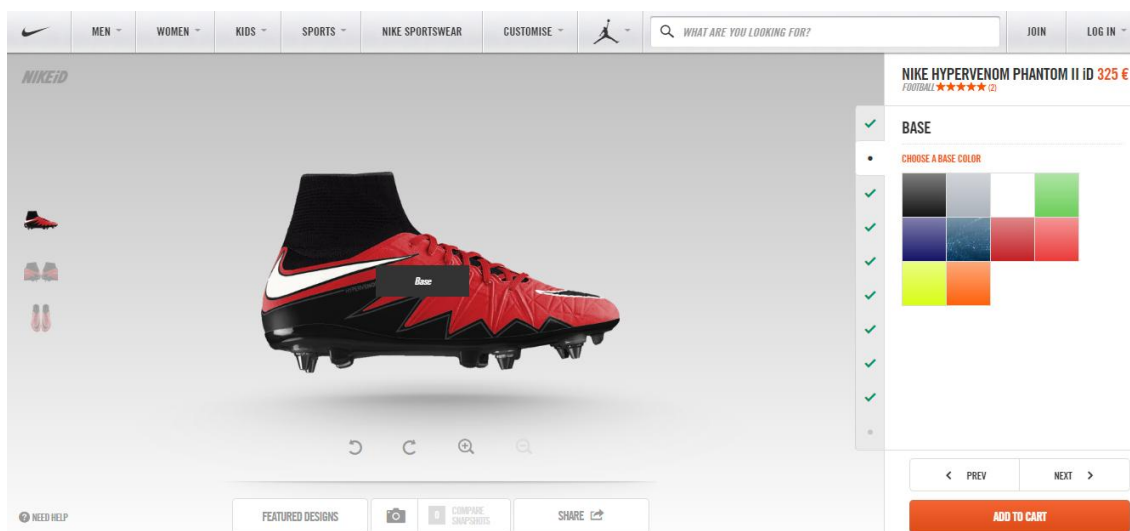 MEN
WOMEN
KIDS
SPORTS
NIKE SPORTSWEAR
CUSTOMISE
WHAT ARE YOU LOOKING FOR?
JOIN
LOG IN
NIKEiD
NIKE HYPERVENOM PHANTOM II iD 325 €
FOOTBALL (2)
BASE
CHOOSE A BASE COLOR
Base
PREV
NEXT
NEED HELP
FEATURED DESIGNS
0 COMPARE
SNAPSHOTS
SHARE
ADD TO CART